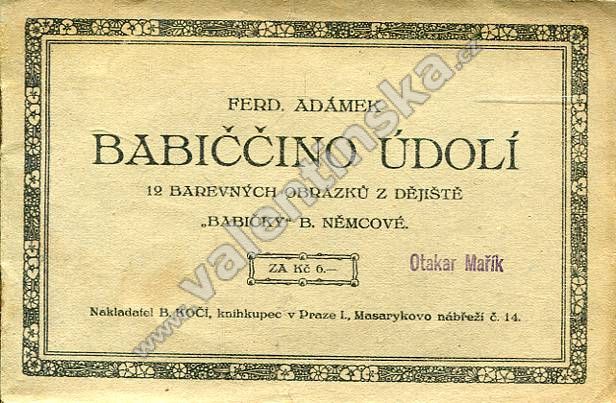 FERD. ADÁMEK
BABIČČINO ÚDOLÍ
12 BAREVNÝCH OBRÁZKŮ Z DĚJIŠTĚ
„BABIČKY“ B. NĚMCOVÉ.
ZA Kč 6.—
Otakar Mařík
Nakladatel B. KOČÍ, knihkupec v Praze I., Masarykovo nábřeží č. 14.
www.valentinska.cz